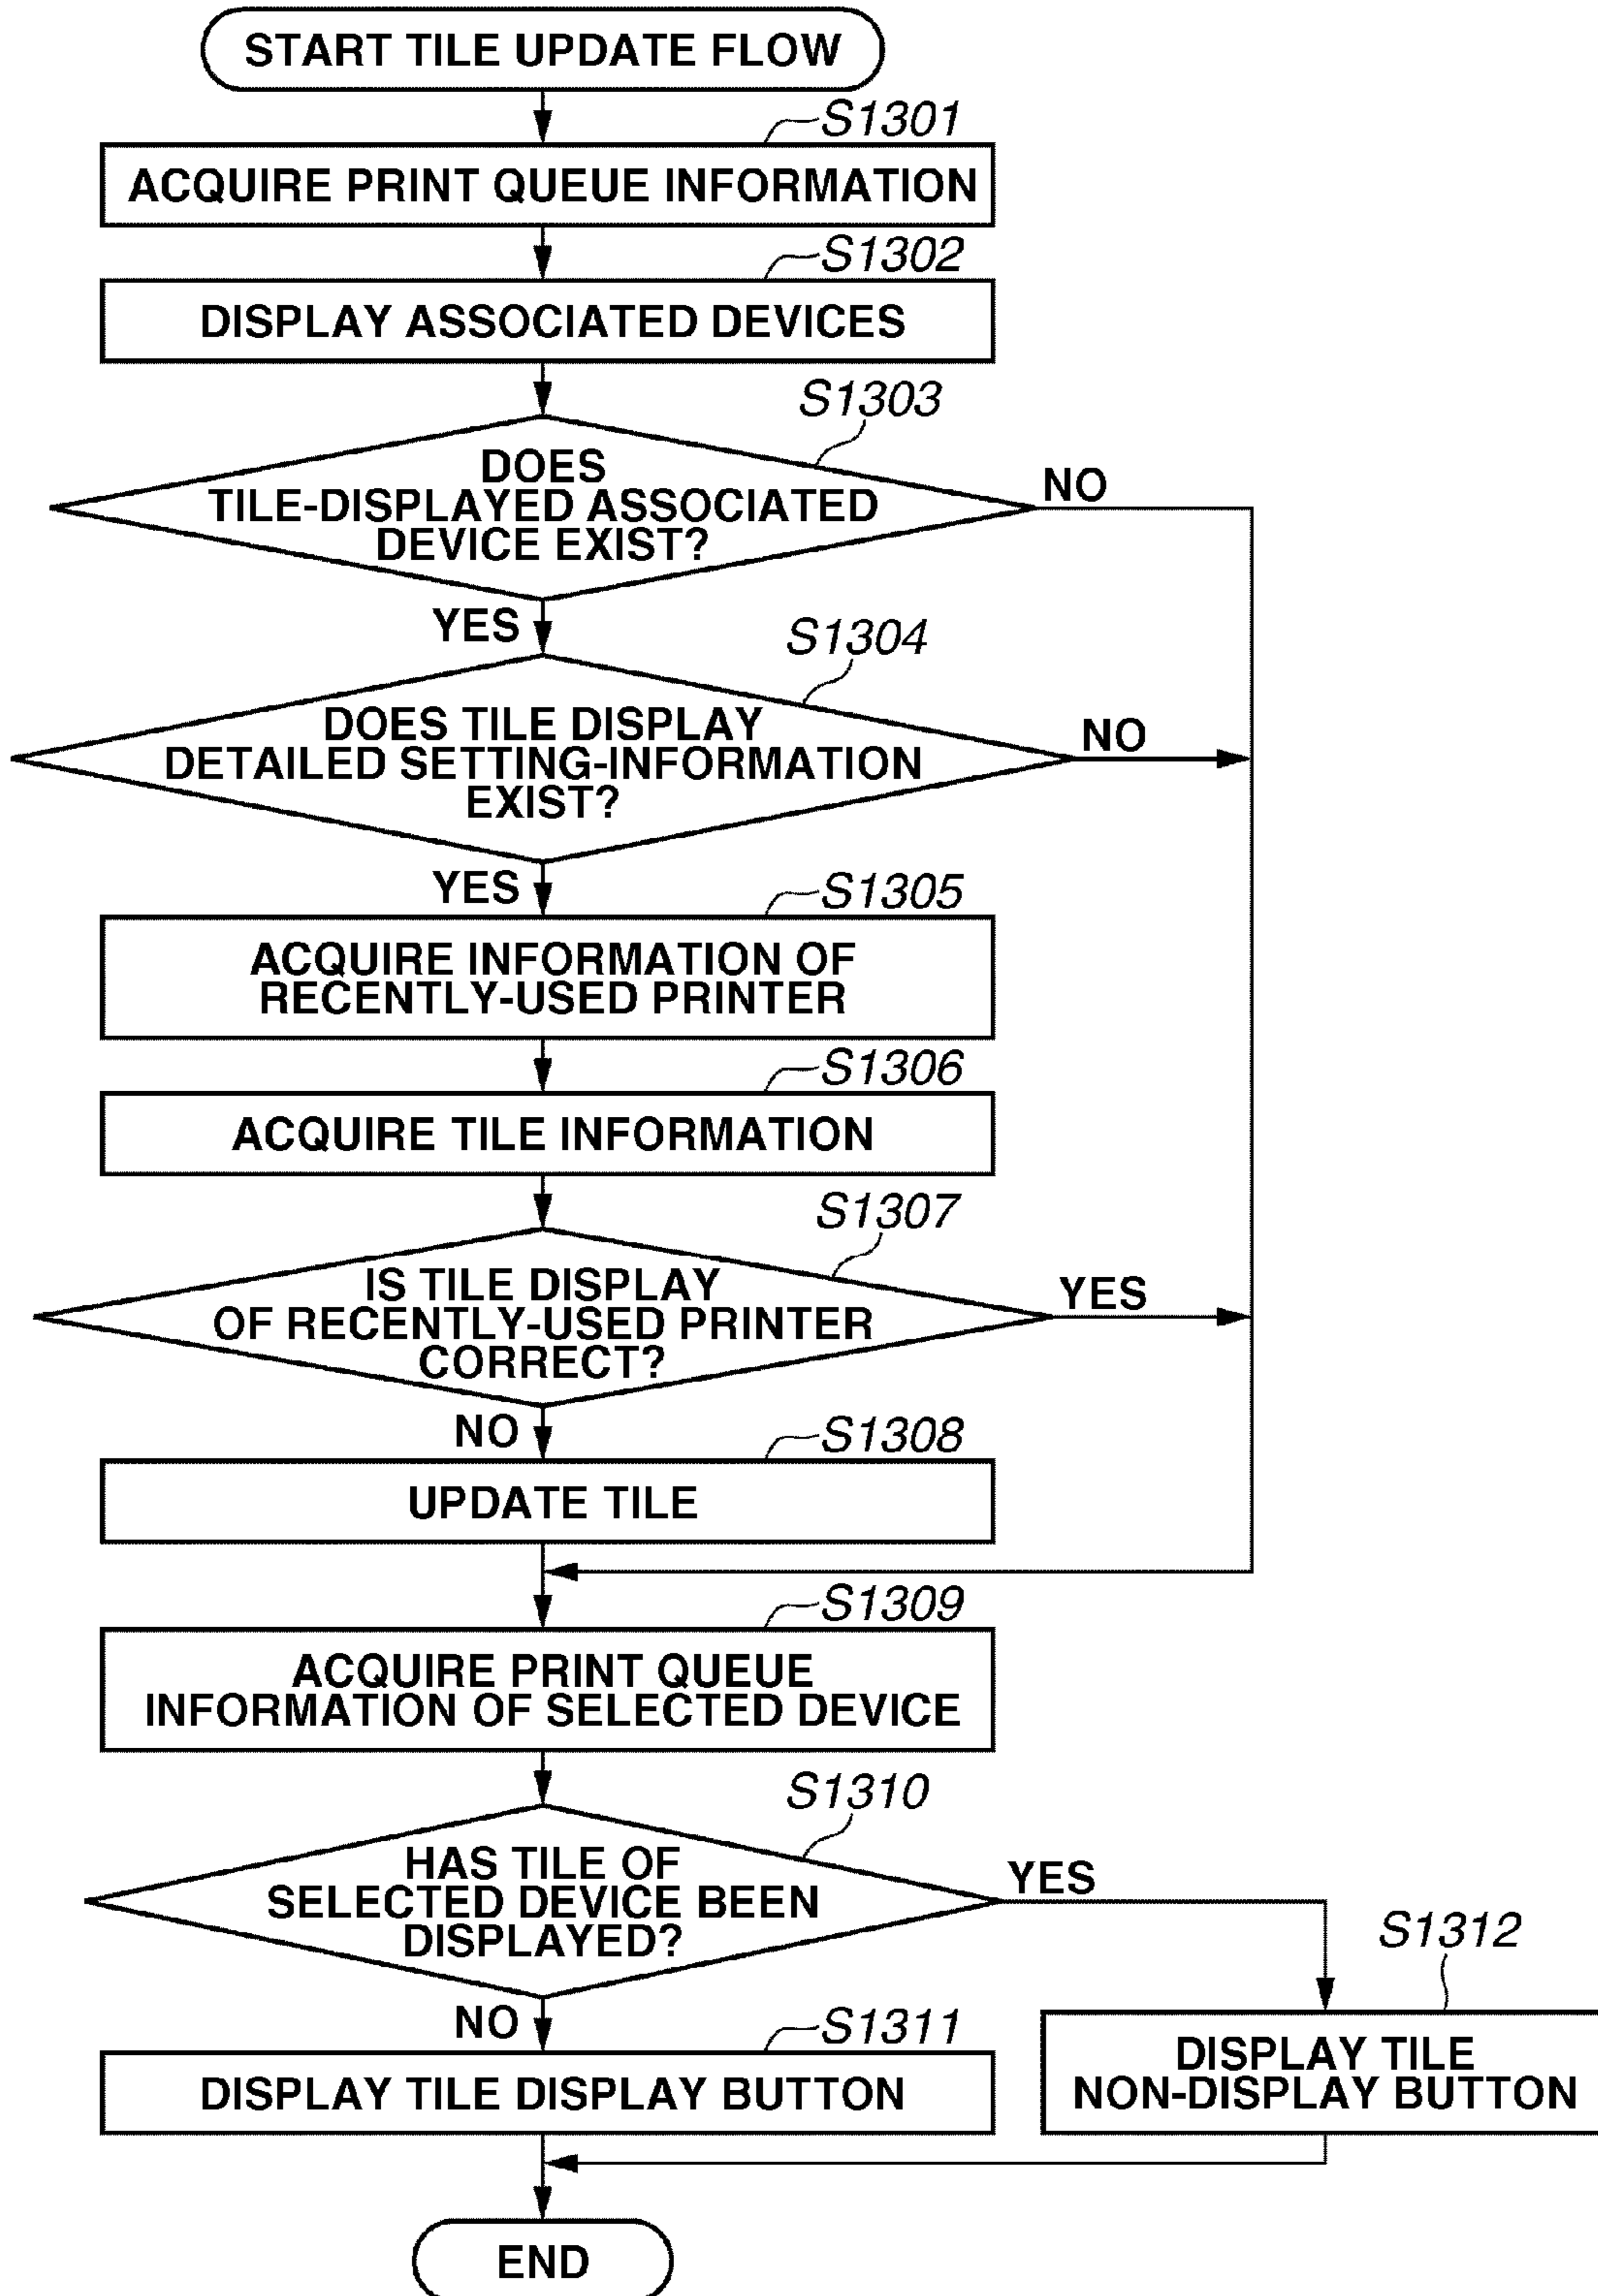 START TILE UPDATE FLOW
S1301
ACQUIRE PRINT QUEUE INFORMATION
S1302
DISPLAY ASSOCIATED DEVICES
S1303
DOES
TILE-DISPLAYED ASSOCIATED
DEVICE EXIST?
NO
YES
S1304
DOES TILE DISPLAY
DETAILED SETTING-INFORMATION
EXIST?
NO
YES
S1305
ACQUIRE INFORMATION OF
RECENTLY-USED PRINTER
S1306
ACQUIRE TILE INFORMATION
S1307
IS TILE DISPLAY
OF RECENTLY-USED PRINTER
CORRECT?
YES
NO
S1308
UPDATE TILE
S1309
ACQUIRE PRINT QUEUE
INFORMATION OF SELECTED DEVICE
S1310
HAS TILE OF
SELECTED DEVICE BEEN
DISPLAYED?
YES
NO
S1311
DISPLAY TILE DISPLAY BUTTON
S1312
DISPLAY TILE
NON-DISPLAY BUTTON
END